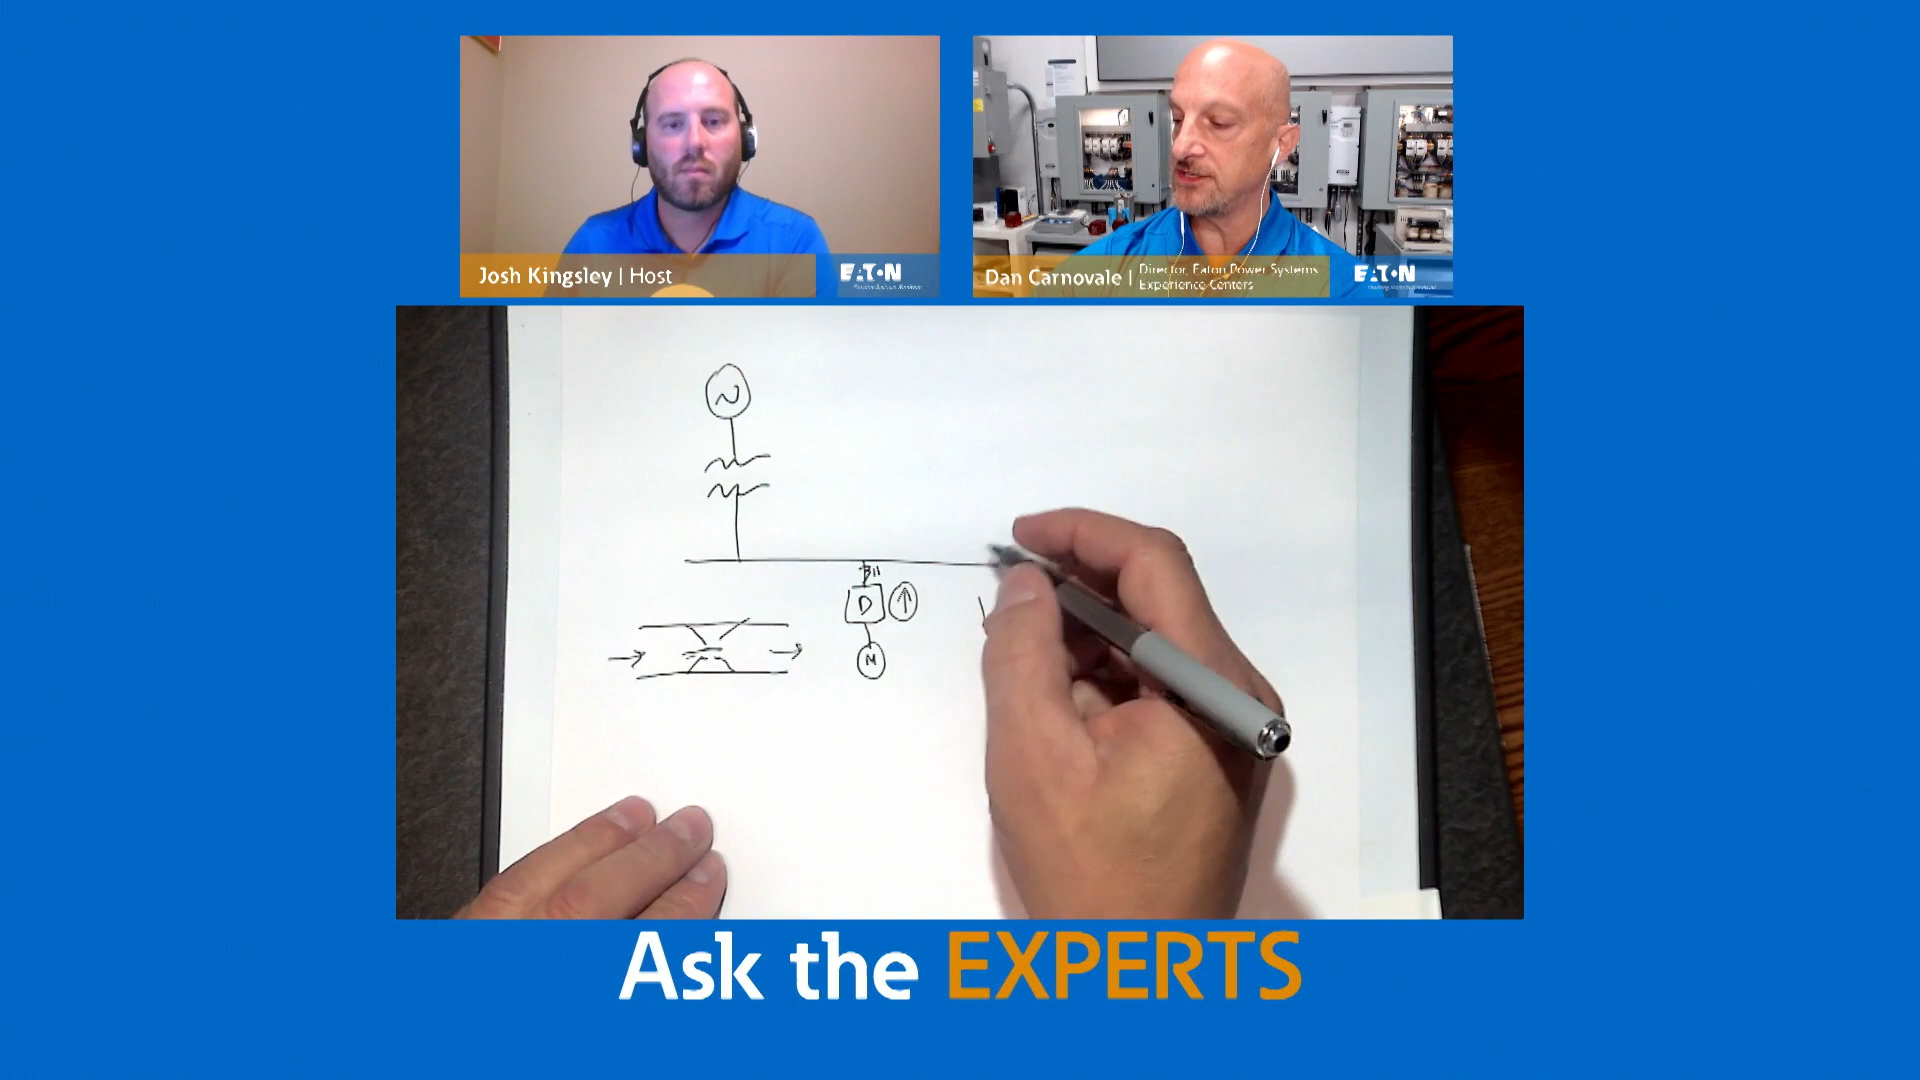 Josh Kingsley | Host
EATON
Dan Carnovale | Director, Eaton Power Systems
Experience Centers
EATON
D
M
Ask the EXPERTS